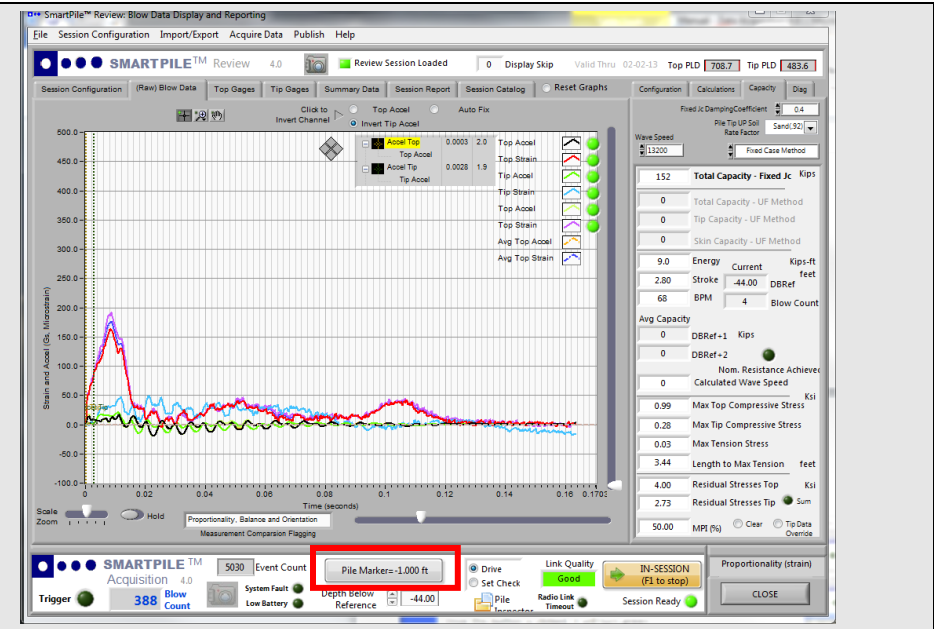 SmartPile™ Review: Blow Data Display and Reporting
File Session Configuration Import/Export Acquire Data Publish Help
SMARTPILE™ Review 4.0 Review Session Loaded 0 Display Skip Valid Thru 02-02-13 Top PLD 708.7 Tip PLD 483.6
Session Configuration (Raw) Blow Data Top Gages Tip Gages Summary Data Session Report Session Catalog Reset Graphs
Configuration Calculations Capacity Diag
Click to Invert Channel Top Accel Auto Fix
Invert Tip Accel
Accel Top 0.0003 2.0
Top Accel
Accel Tip 0.0028 1.9
Tip Accel
Top Accel
Top Strain
Tip Accel
Tip Strain
Top Accel
Top Strain
Avg Top Accel
Avg Top Strain
Strain and Accel (Gs, Microstrain)
500.0
450.0
400.0
350.0
300.0
250.0
200.0
150.0
100.0
50.0
0.0
-50.0
-100.0
0 0.02 0.04 0.06 0.08 0.1 0.12 0.14 0.16 0.1703
Time (seconds)
Scale
Zoom
Hold
Proportionality, Balance and Orientation
Measurement Comparsion Flagging
Fixed Jc DampingCoefficient 0.4
Pile Tip UP Soil
Rate Factor Sand(.92)
Wave Speed
13200 Fixed Case Method
152 Total Capacity - Fixed Jc Kips
0 Total Capacity - UF Method
0 Tip Capacity - UF Method
0 Skin Capacity - UF Method
9.0 Energy Current Kips-ft
2.80 Stroke -44.00 DBRef feet
68 BPM 4 Blow Count
Avg Capacity
0 DBRef+1 Kips
0 DBRef+2
Nom. Resistance Achieved
0 Calculated Wave Speed
Ksi
0.99 Max Top Compressive Stress
0.28 Max Tip Compressive Stress
0.03 Max Tension Stress
3.44 Length to Max Tension feet
4.00 Residual Stresses Top Ksi
2.73 Residual Stresses Tip Sum
50.00 MPI (%) Clear Tip Data Override
SMARTPILE ™
Acquisition 4.0
5030 Event Count
Trigger 388 Blow Count
System Fault
Low Battery
Pile Marker=-1.000 ft
Depth Below
Reference -44.00
Drive
Set Check
Pile
Inspector
Link Quality
Good
Radio Link
Timeout
IN-SESSION
(F1 to stop)
Session Ready
Proportionality (strain)
CLOSE